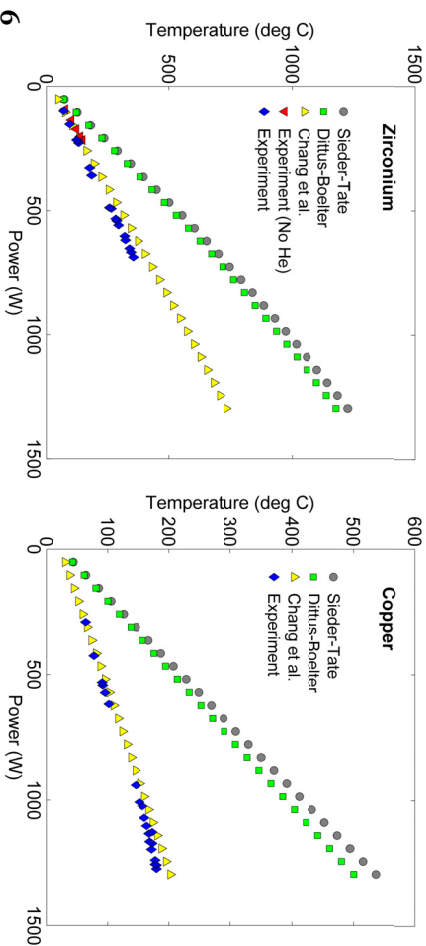 6
Zirconium
Sieder-Tate
Dittus-Boelter
Chang et al.
Experiment (No He)
Experiment
Temperature (deg C)
0
500
1000
1500
Power (W)
0
500
1000
1500
Copper
Sieder-Tate
Dittus-Boelter
Chang et al.
Experiment
Temperature (deg C)
0
100
200
300
400
500
600
Power (W)
0
500
1000
1500